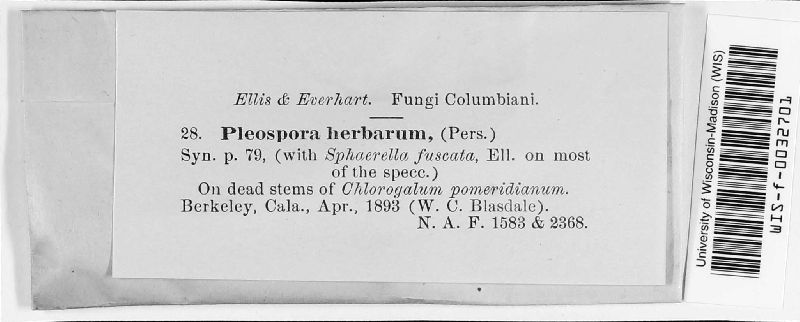 Ellis & Everhart. Fungi Columbiani.
28. Pleospora herbarum, (Pers.)
Syn. p. 79, (with Sphaerella fuscata, Ell. on most
of the specc.)
On dead stems of Chlorogalum pomeridianum.
Berkeley, Cala., Apr., 1893 (W. C. Blasdale).
N. A. F. 1583 & 2368.
University of Wisconsin-Madison (WIS)
WIS-f-0032701